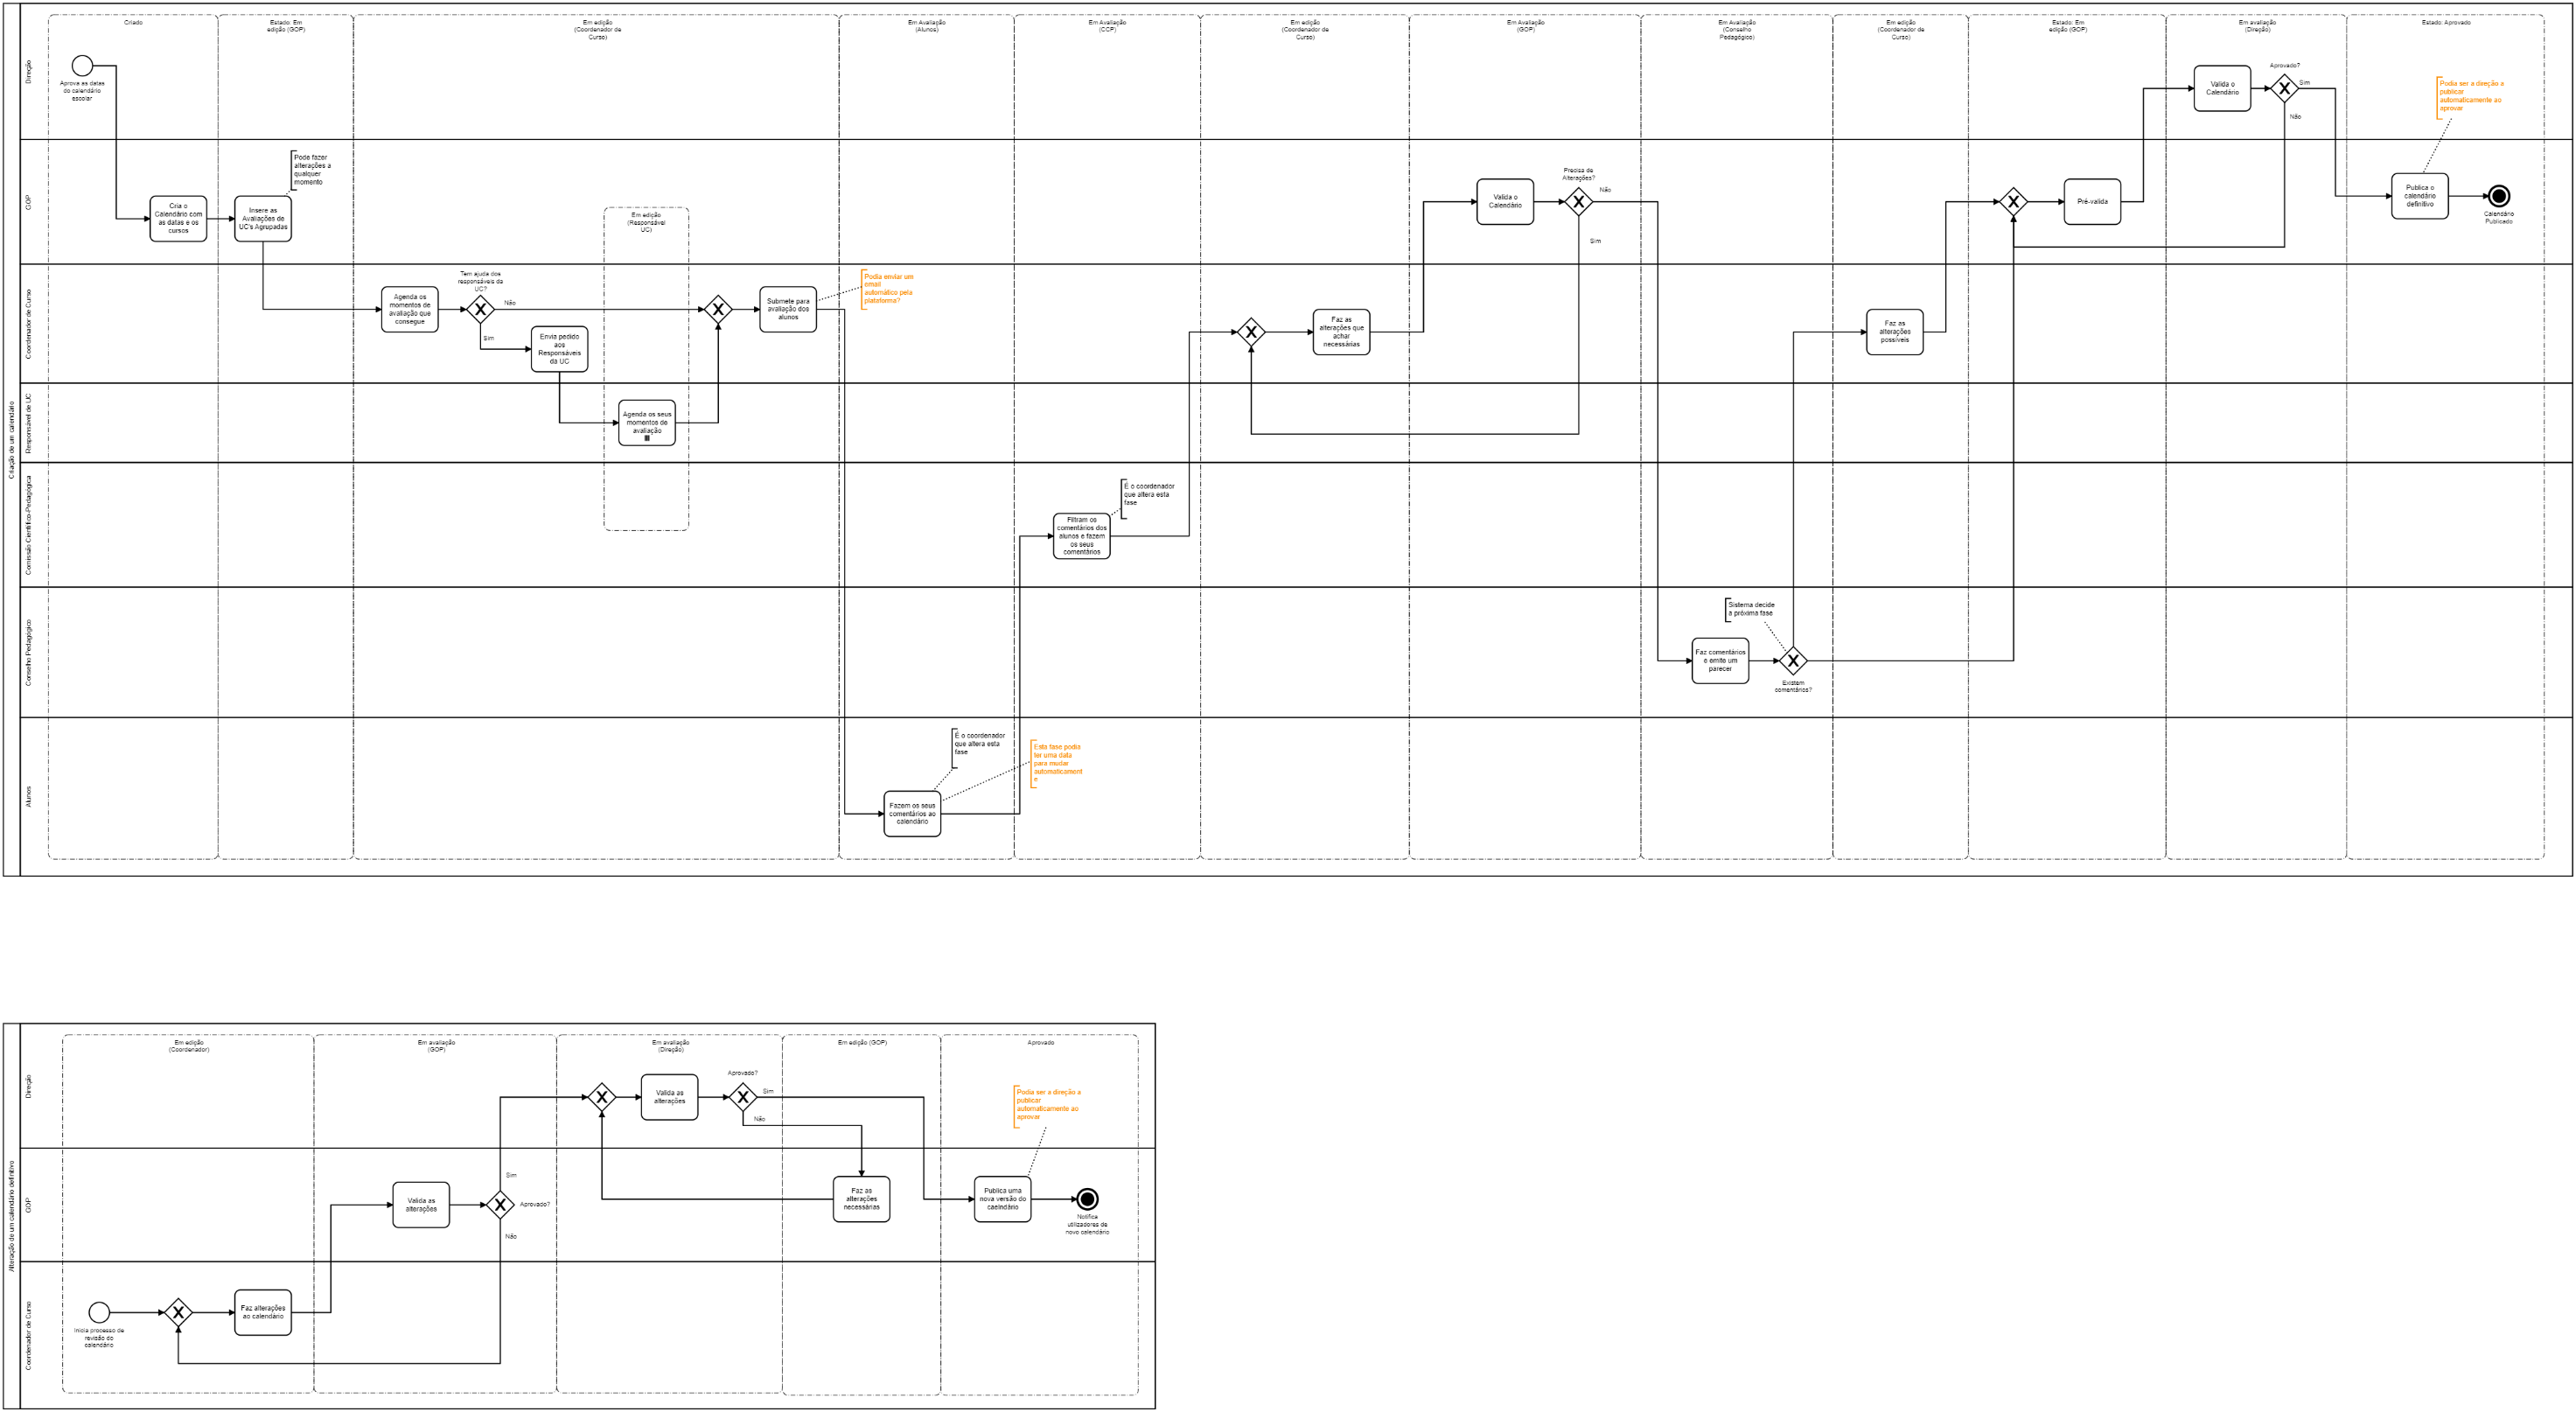 Criação de um calendário
Criado
Estado: Em
edição (GOP)
Em edição
(Coordenador de
Curso)
Em Avaliação
(Alunos)
Em Avaliação
(CCP)
Em edição
(Coordenador de
Curso)
Em Avaliação
(GOP)
Em Avaliação
(Conselho
Pedagógico)
Em edição
(Coordenador de
Curso)
Estado: Em
edição (GOP)
Em avaliação
(Direção)
Estado: Aprovado
Direção
Aprova as datas
do calendário
escolar
Valida o
Calendário
Aprovado?
Sim
Não
Podia ser a direção a
publicar
automaticamente ao
aprovar
GOP
Cria o
Calendário com
as datas e os
cursos
Insere as
Avaliações de
UC's Agrupadas
Pode fazer
alterações a
qualquer
momento
Em edição
(Responsável
UC)
Valida o
Calendário
Precisa de
Alterações?
Não
Sim
Pré-valida
Publica o
calendário
definitivo
Calendário
Publicado
Coordenador de Curso
Agenda os
momentos de
avaliação que
consegue
Tem ajuda dos
responsáveis da
UC?
Não
Sim
Envia pedido
aos
Responsáveis
da UC
Submete para
avaliação dos
alunos
Podia enviar um
email
automático pela
plataforma?
Faz as
alterações que
achar
necessárias
Faz as
alterações
possíveis
Responsável de UC
Agenda os seus
momentos de
avaliação
Comissão Científico-Pedagógica
Filtram os
comentários dos
alunos e fazem
os seus
comentários
É o coordenador
que altera esta
fase
Conselho Pedagógico
Faz comentários
e emite um
parecer
Sistema decide
a próxima fase
Existem
comentários?
Alunos
Fazem os seus
comentários ao
calendário
É o coordenador
que altera esta
fase
Esta fase podia
ter uma data
para mudar
automaticament
e
Alteração de um calendário definitivo
Em edição
(Coordenador)
Em avaliação
(GOP)
Em avaliação
(Direção)
Em edição (GOP)
Aprovado
Direção
Valida as
alterações
Aprovado?
Sim
Não
Podia ser a direção a
publicar
automaticamente ao
aprovar
GOP
Valida as
alterações
Sim
Aprovado?
Não
Faz as
alterações
necessárias
Publica uma
nova versão do
caelndário
Notifica
utilizadores de
novo calendário
Coordenador de Curso
Inicia processo de
revisão do
calendário
Faz alterações
ao calendário